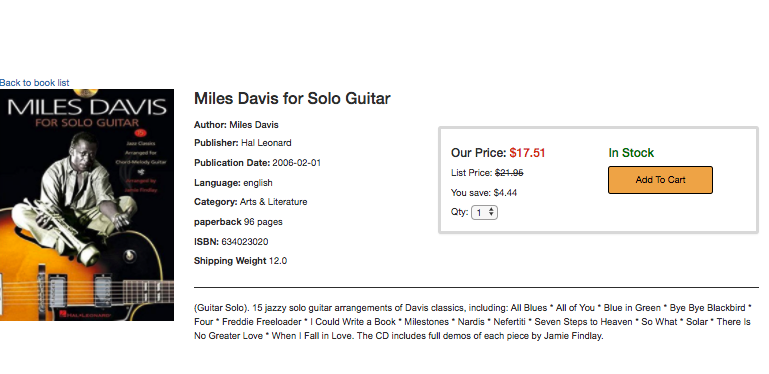 Back to book list
MILES DAVIS
FOR SOLO GUITAR
Jazz Classics
Arranged for
Chord-Melody Guitar
Arranged by
Jamie Findlay
HAL•LEONARD
Miles Davis for Solo Guitar
Author: Miles Davis
Publisher: Hal Leonard
Publication Date: 2006-02-01
Language: english
Category: Arts & Literature
paperback 96 pages
ISBN: 634023020
Shipping Weight 12.0
Our Price: $17.51
List Price: $21.95
You save: $4.44
Qty: 1
In Stock
Add To Cart
(Guitar Solo). 15 jazzy solo guitar arrangements of Davis classics, including: All Blues * All of You * Blue in Green * Bye Bye Blackbird *
Four * Freddie Freeloader * I Could Write a Book * Milestones * Nardis * Nefertiti * Seven Steps to Heaven * So What * Solar * There Is
No Greater Love * When I Fall in Love. The CD includes full demos of each piece by Jamie Findlay.